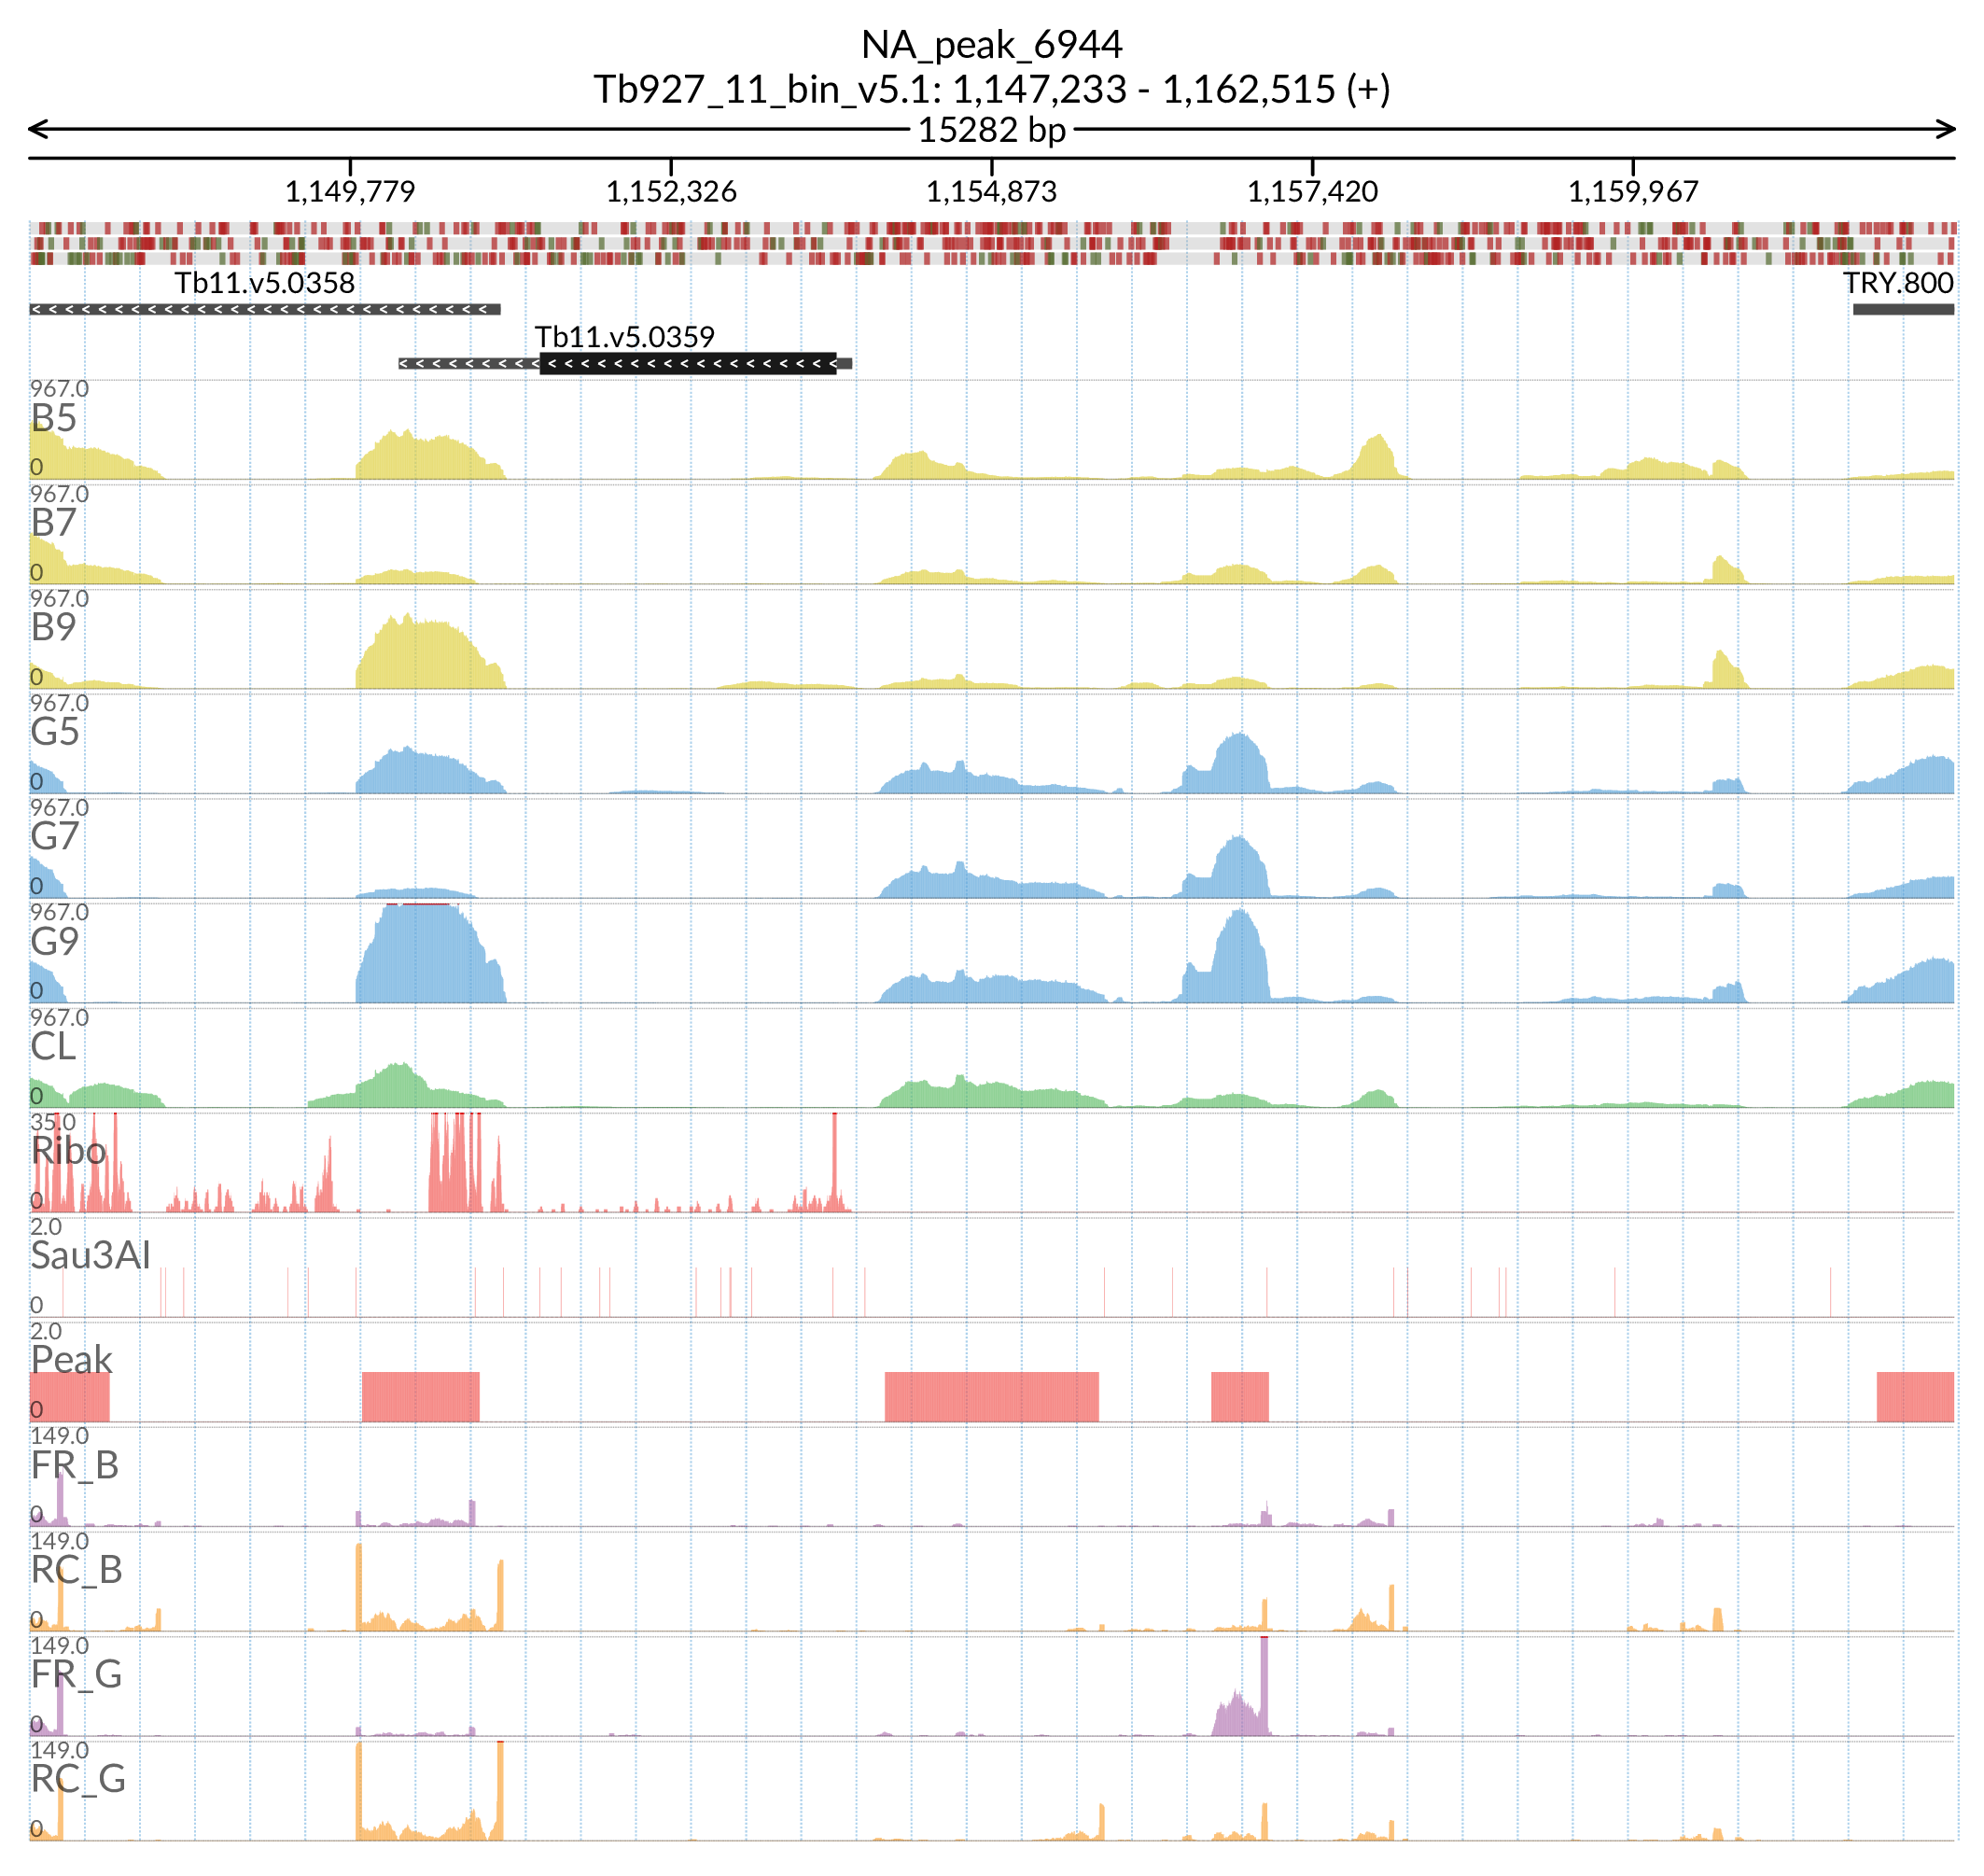 NA_peak_6944
Tb927_11_bin_v5.1: 1,147,233 - 1,162,515 (+)
15282 bp
1,149,779 1,152,326 1,154,873 1,157,420 1,159,967
Tb11.v5.0358 TRY.800
Tb11.v5.0359
967.0
B5
0
967.0
B7
0
967.0
B9
0
967.0
G5
0
967.0
G7
0
967.0
G9
0
967.0
CL
0
35.0
Ribo
0
2.0
Sau3AI
0
2.0
Peak
0
149.0
FR_B
0
149.0
RC_B
0
149.0
FR_G
0
149.0
RC_G
0